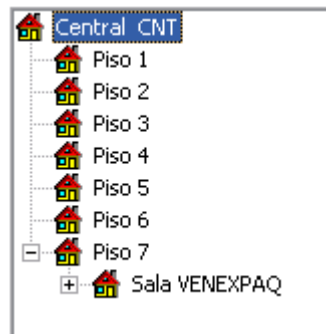 Central CNT
Piso 1
Piso 2
Piso 3
Piso 4
Piso 5
Piso 6
Piso 7
Sala VENEXPAQ